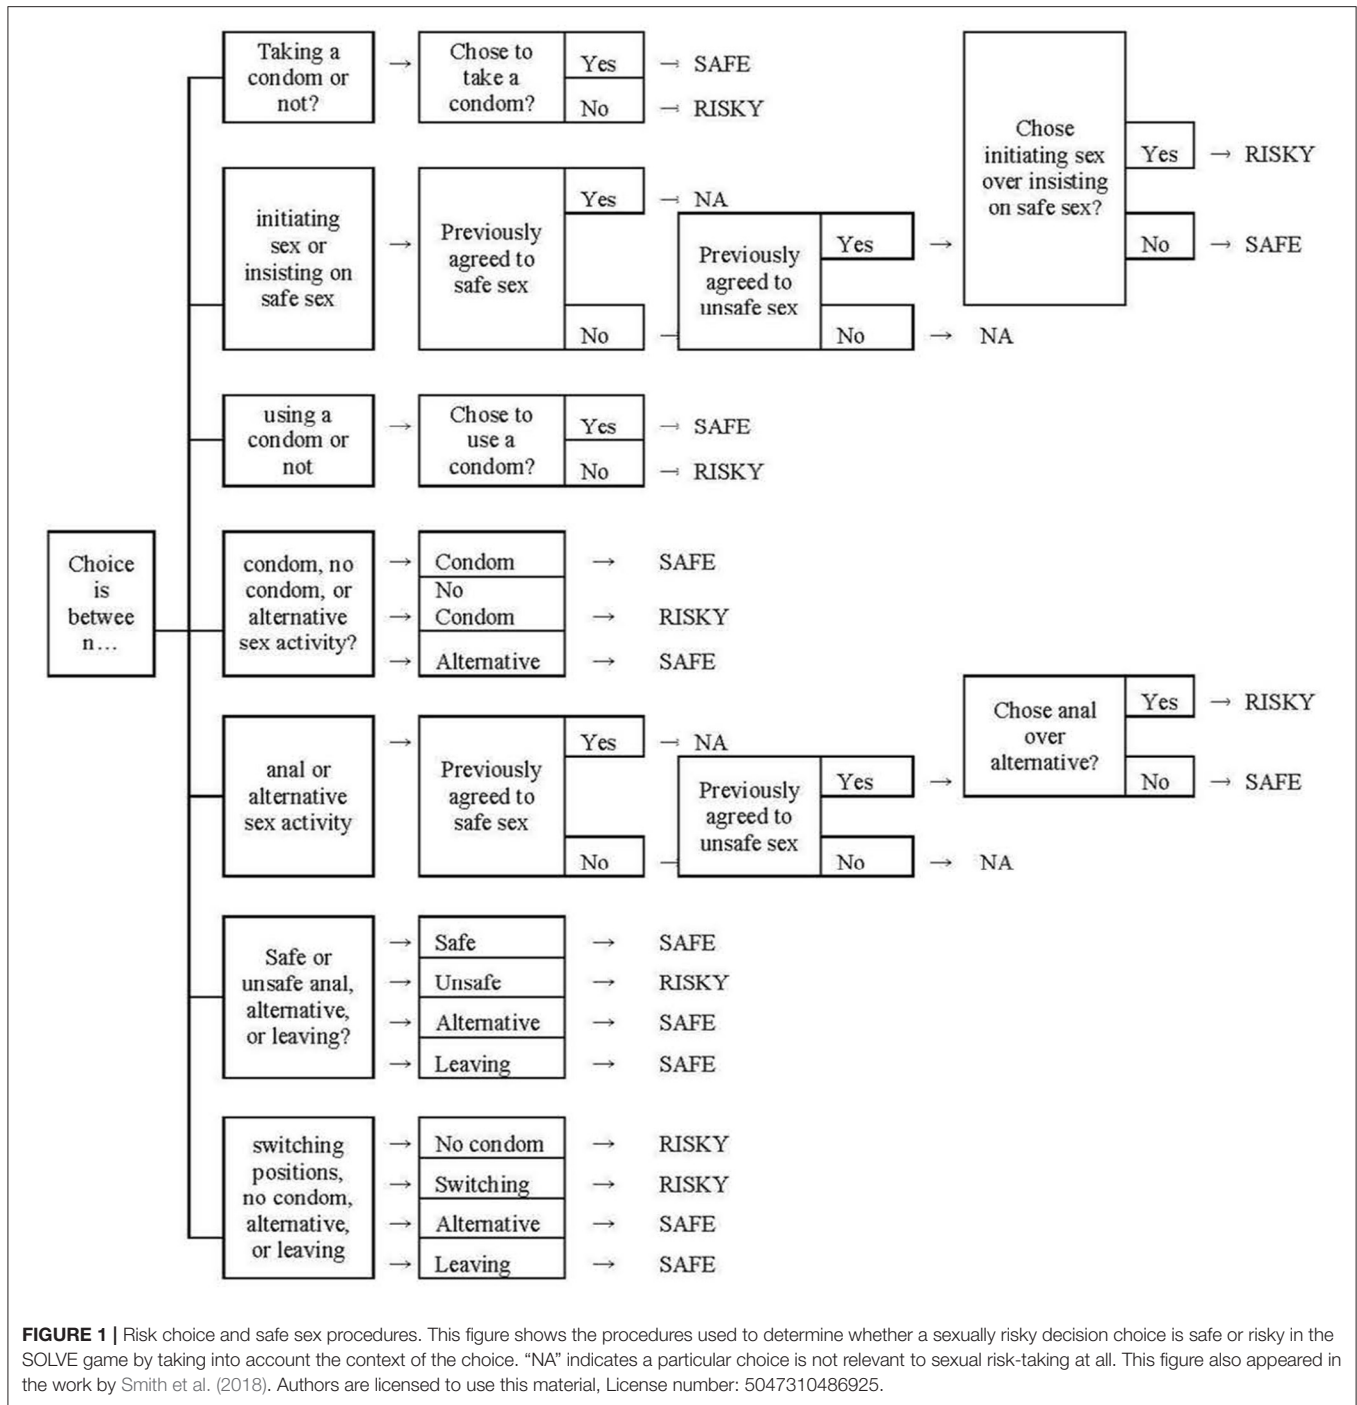 Taking a
condom or
not?
→
Chose to
take a
condom?
Yes
→ SAFE
No
→ RISKY
initiating
sex or
insisting on
safe sex
→
Previously
agreed to
safe sex
Yes
→ NA
No
→
Previously
agreed to
unsafe sex
Yes
→
No
→ NA
Chose
initiating sex
over insisting
on safe sex?
Yes
→ RISKY
No
→ SAFE
using a
condom or
not
→
Chose to
use a
condom?
Yes
→ SAFE
No
→ RISKY
Choice
is
betwee
n…
condom, no
condom, or
alternative
sex activity?
→ Condom → SAFE
No
→ Condom → RISKY
→ Alternative → SAFE
anal or
alternative
sex activity
→
Previously
agreed to
safe sex
Yes
→ NA
No
→
Previously
agreed to
unsafe sex
Yes
→
No
→ NA
Chose anal
over
alternative?
Yes
→ RISKY
No
→ SAFE
Safe or
unsafe anal,
alternative,
or leaving?
→ Safe → SAFE
→ Unsafe → RISKY
→ Alternative → SAFE
→ Leaving → SAFE
switching
positions,
no condom,
alternative,
or leaving
→ No condom → RISKY
→ Switching → RISKY
→ Alternative → SAFE
→ Leaving → SAFE
FIGURE 1 | Risk choice and safe sex procedures. This figure shows the procedures used to determine whether a sexually risky decision choice is safe or risky in the
SOLVE game by taking into account the context of the choice. “NA” indicates a particular choice is not relevant to sexual risk-taking at all. This figure also appeared in
the work by Smith et al. (2018). Authors are licensed to use this material, License number: 5047310486925.